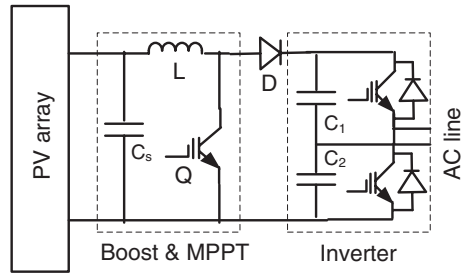 PV array
L
D
Cs
Q
C1
C2
AC line
Boost & MPPT
Inverter